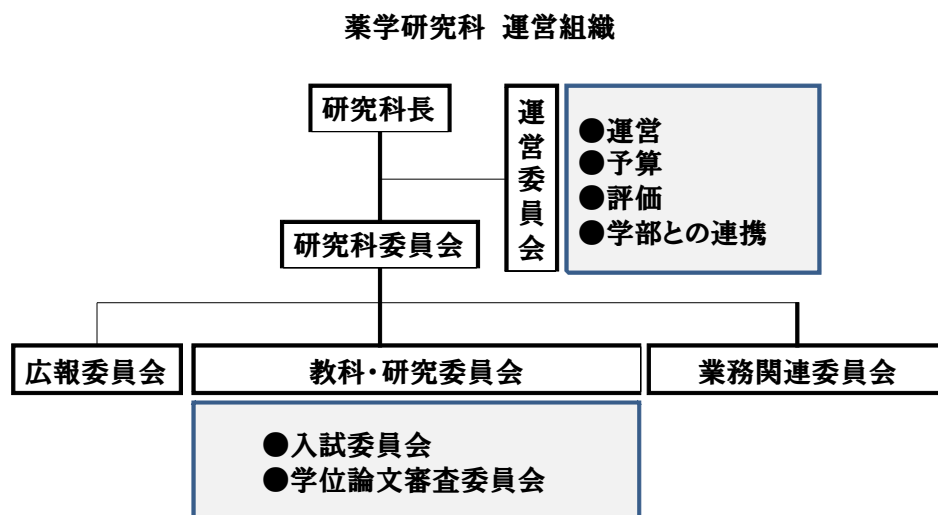 薬学研究科 運営組織
研究科長
運営委員会
●運営
●予算
●評価
●学部との連携
研究科委員会
広報委員会
教科・研究委員会
業務関連委員会
●入試委員会
●学位論文審査委員会